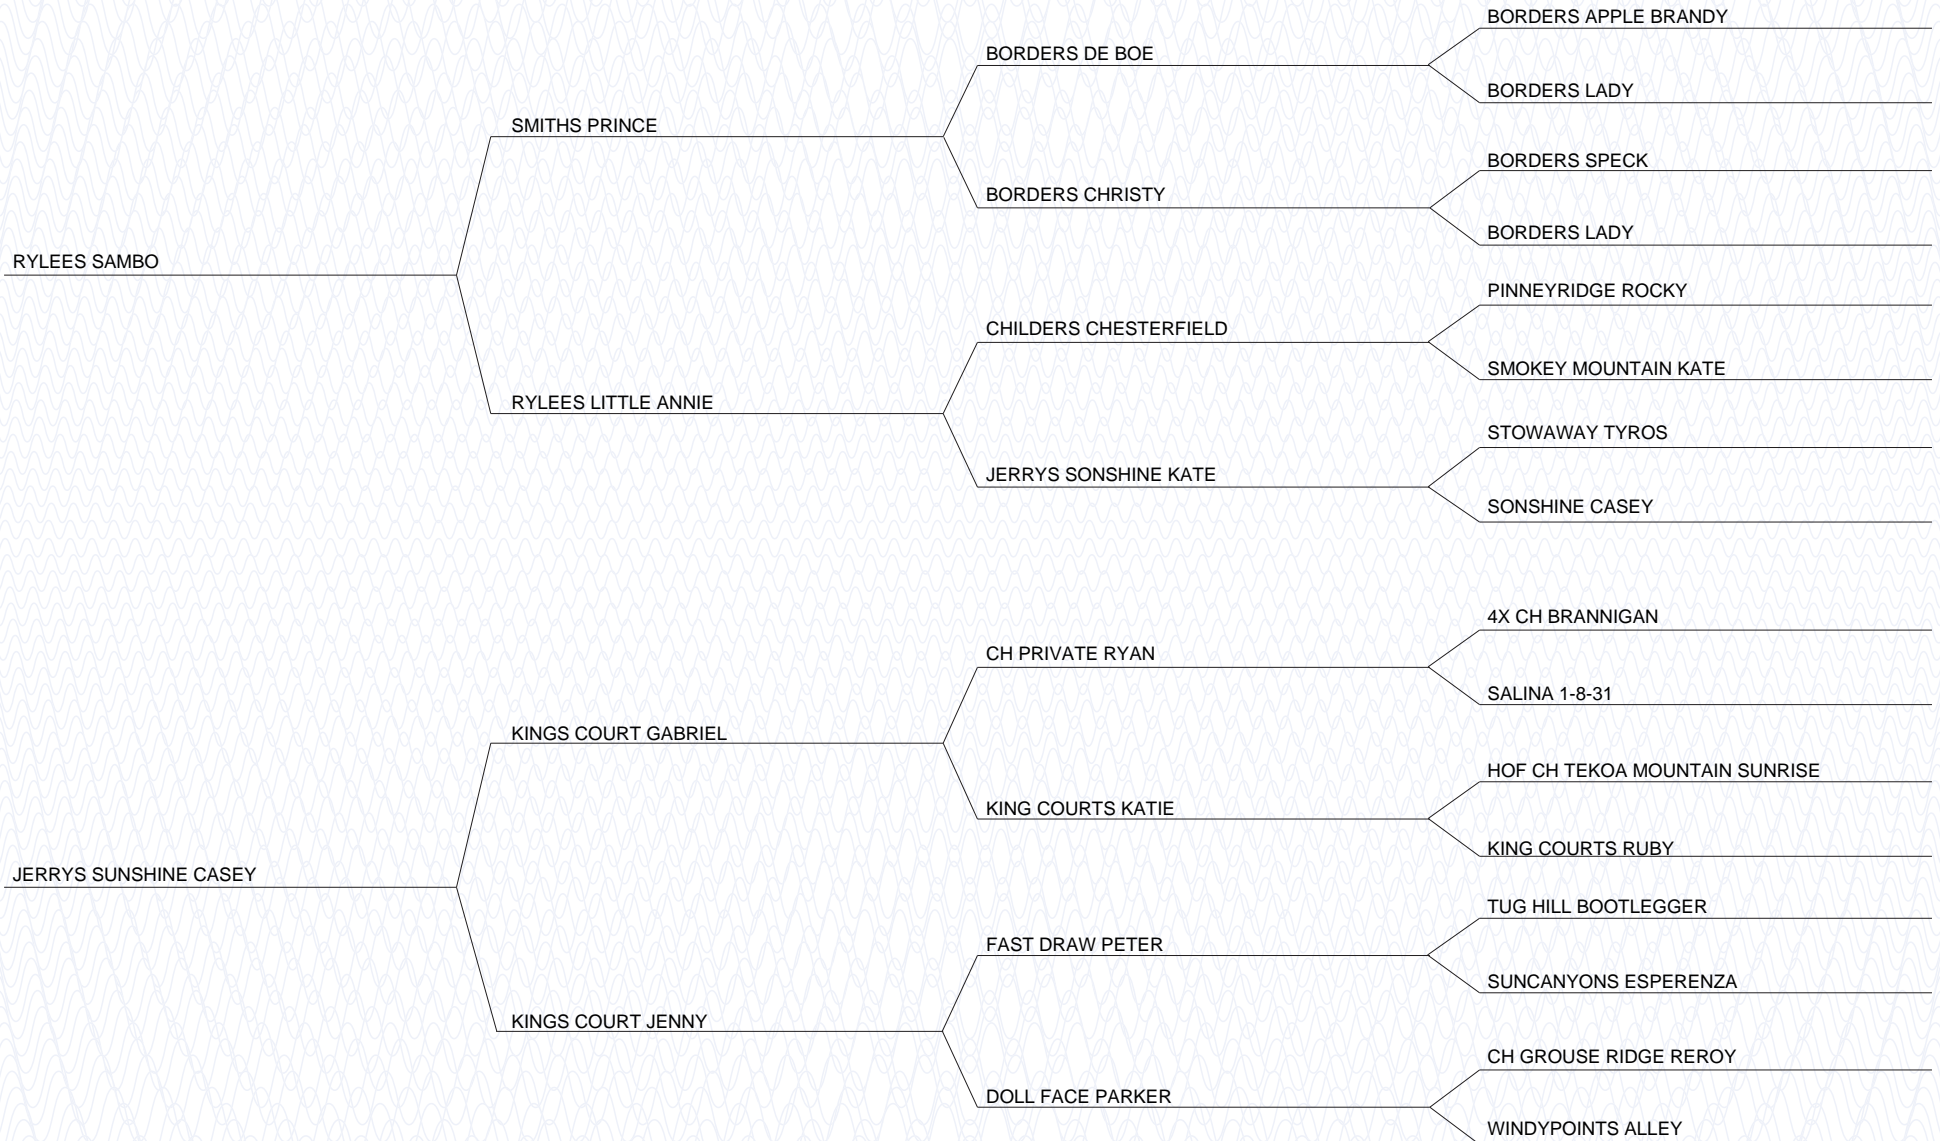 BORDERS APPLE BRANDY
BORDERS DE BOE
BORDERS LADY
SMITHS PRINCE
BORDERS SPECK
BORDERS CHRISTY
BORDERS LADY
RYLEES SAMBO
PINNEYRIDGE ROCKY
CHILDERS CHESTERFIELD
SMOKEY MOUNTAIN KATE
RYLEES LITTLE ANNIE
STOWAWAY TYROS
JERRYS SONSHINE KATE
SONSHINE CASEY
4X CH BRANNIGAN
CH PRIVATE RYAN
SALINA 1-8-31
KINGS COURT GABRIEL
HOF CH TEKOA MOUNTAIN SUNRISE
KING COURTS KATIE
KING COURTS RUBY
JERRYS SUNSHINE CASEY
TUG HILL BOOTLEGGER
FAST DRAW PETER
SUNCANYONS ESPERENZA
KINGS COURT JENNY
CH GROUSE RIDGE REROY
DOLL FACE PARKER
WINDYPOINTS ALLEY